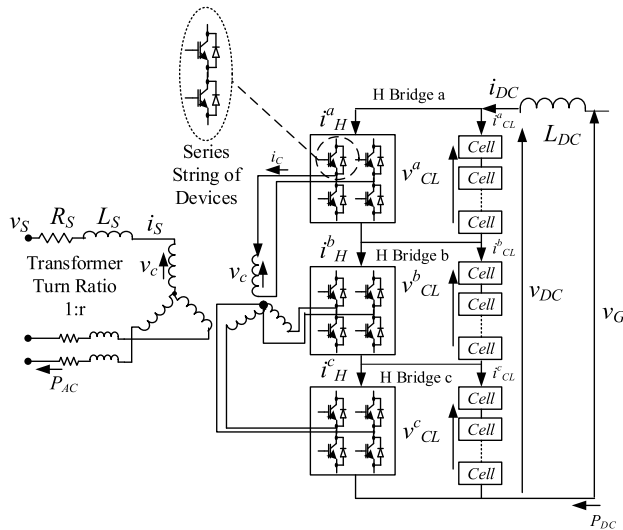 Series
String of
Devices
H Bridge a
i_DC
L_DC
i^a_H
i^a_CL
i_C
v^a_CL
Cell
Cell
Cell
v_S
R_S
L_S
i_S
v_c
v_c
Transformer
Turn Ratio
1:r
P_AC
i^b_H
H Bridge b
i^b_CL
v^b_CL
Cell
Cell
Cell
v_DC
v_G
i^c_H
H Bridge c
i^c_CL
v^c_CL
Cell
Cell
Cell
P_DC